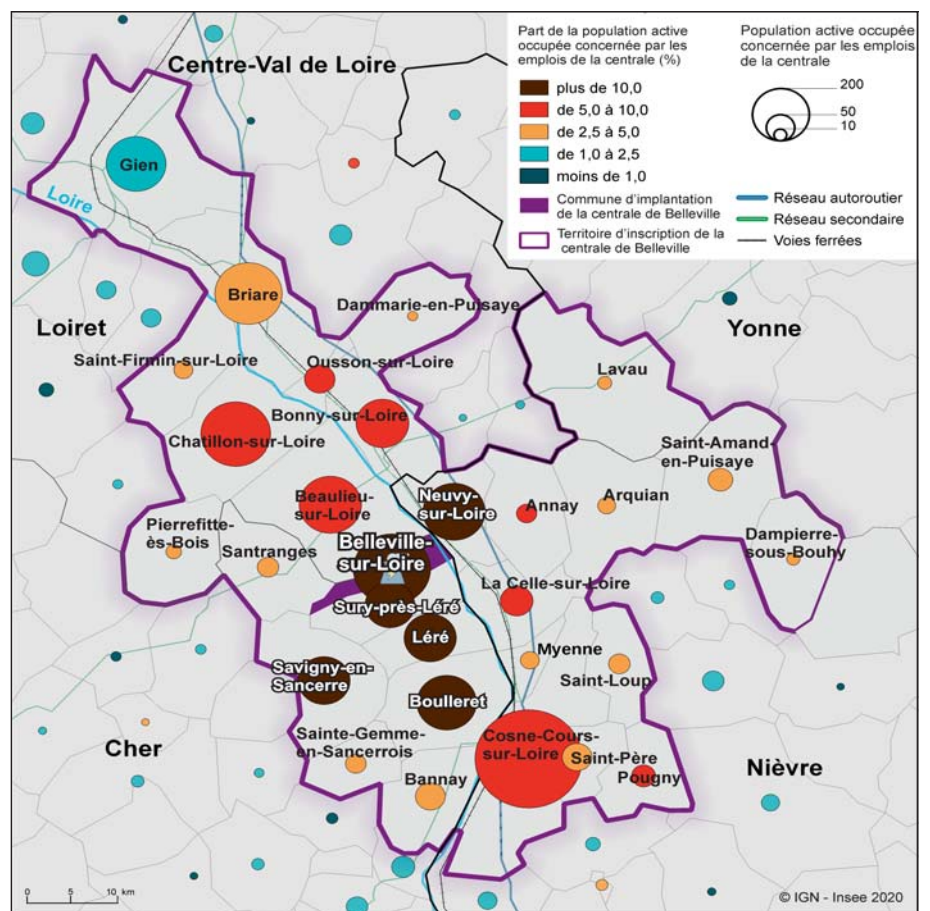 Centre-Val de Loire
Part de la population active
occupée concernée par les
emplois de la centrale (%)
plus de 10,0
de 5,0 à 10,0
de 2,5 à 5,0
de 1,0 à 2,5
moins de 1,0
Commune d'implantation
de la centrale de Belleville
Territoire d'inscription de la
centrale de Belleville
Population active occupée
concernée par les emplois
de la centrale
200
50
10
Réseau autoroutier
Réseau secondaire
Voies ferrées
Gien
Loire
Briare
Dammarie-en-Puisaye
Loiret
Yonne
Saint-Firmin-sur-Loire
Ousson-sur-Loire
Lavau
Bonny-sur-Loire
Chatillon-sur-Loire
Saint-Amand-
en-Puisaye
Beaulieu-
sur-Loire
Neuvy-
sur-Loire
Annay
Arquian
Pierrefitte-
ès-Bois
Santranges
Belleville-
sur-Loire
Dampierre-
sous-Bouhy
La Celle-sur-Loire
Sury-près-Léré
Léré
Myenne
Saint-Loup
Savigny-en-
Sancerre
Boulleret
Cher
Sainte-Gemme-
en-Sancerrois
Cosne-Cours-
sur-Loire
Saint-Père
Pougny
Nièvre
Bannay
0 5 10 km
© IGN - Insee 2020